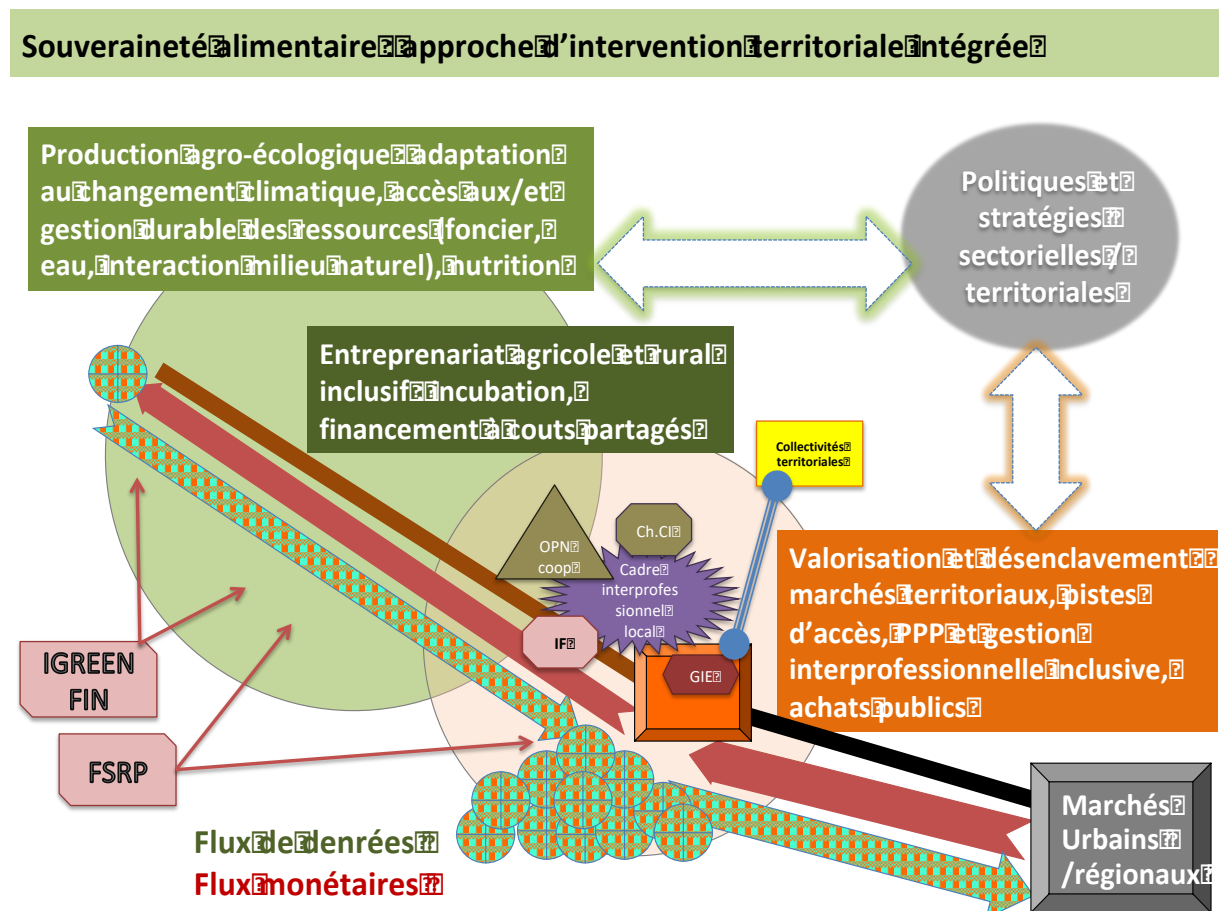 Souveraineté alimentaire approche d'intervention territoriale intégrée
Production agro-écologique adaptation
au changement climatique, accès aux/et
gestion durable des ressources (foncier,
eau, interaction milieu naturel), nutrition
Politiques et
stratégies
sectorielles /
territoriales
Entreprenariat agricole et rural
inclusif incubation,
financement à couts partagés
Collectivités
territoriales
OPN
coop
Ch.CI
Cadre
interprofes
sionnel
local
IF
GIE
Valorisation et désenclavement
marchés territoriaux, pistes
d'accès, PPP et gestion
interprofessionnelle inclusive,
achats publics
IGREEN
FIN
FSRP
Marchés
Urbains
/régionaux
Flux de denrées
Flux monétaires